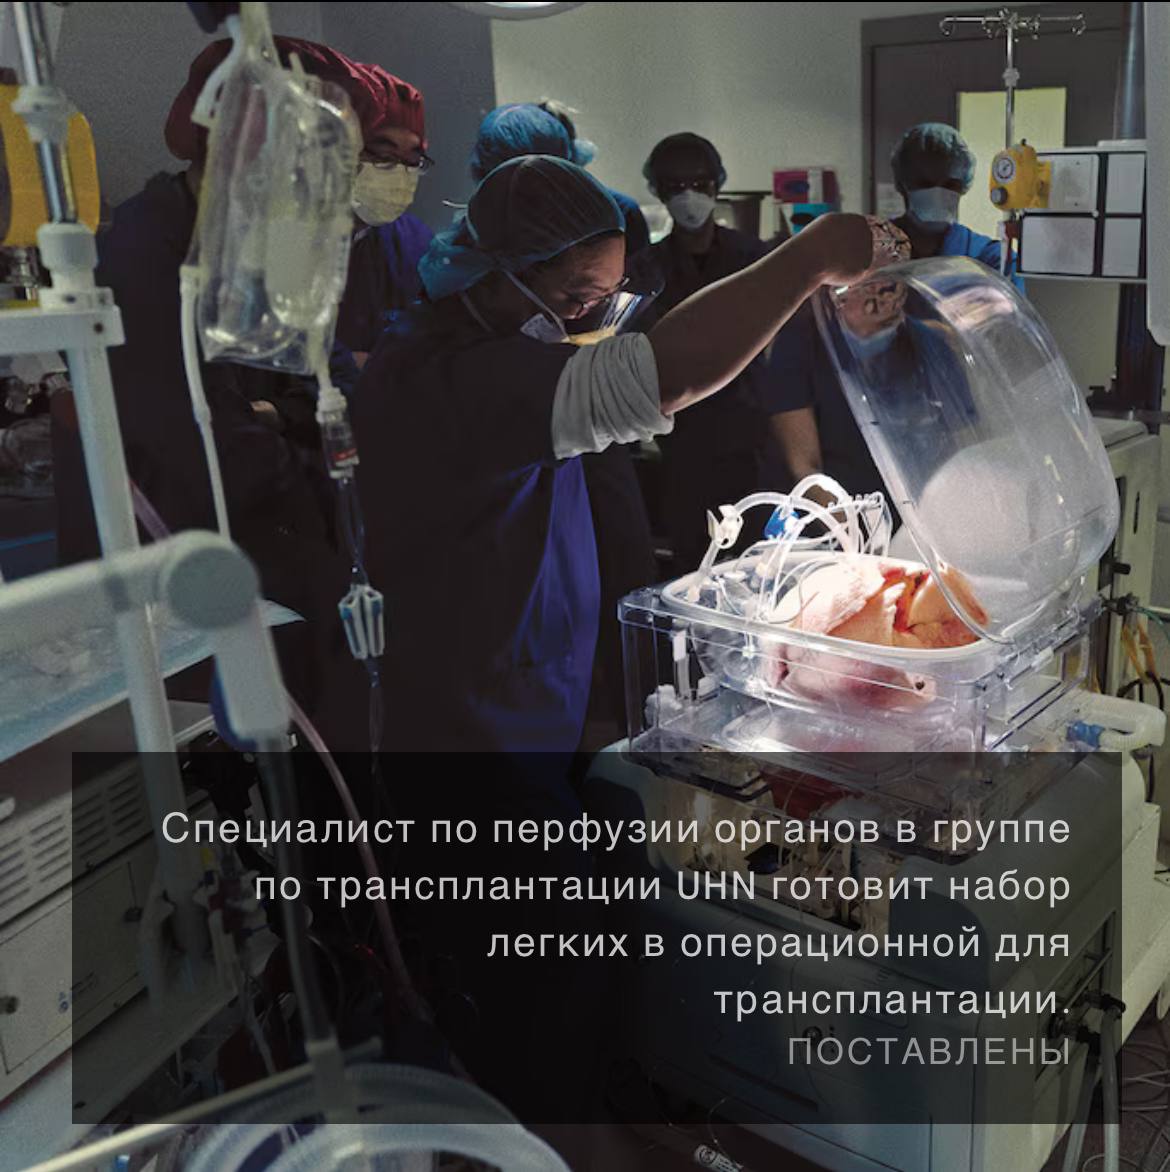 Специалист по перфузии органов в группе
по трансплантации UHN готовит набор
легких в операционной для
трансплантации.
ПОСТАВЛЕНЫ